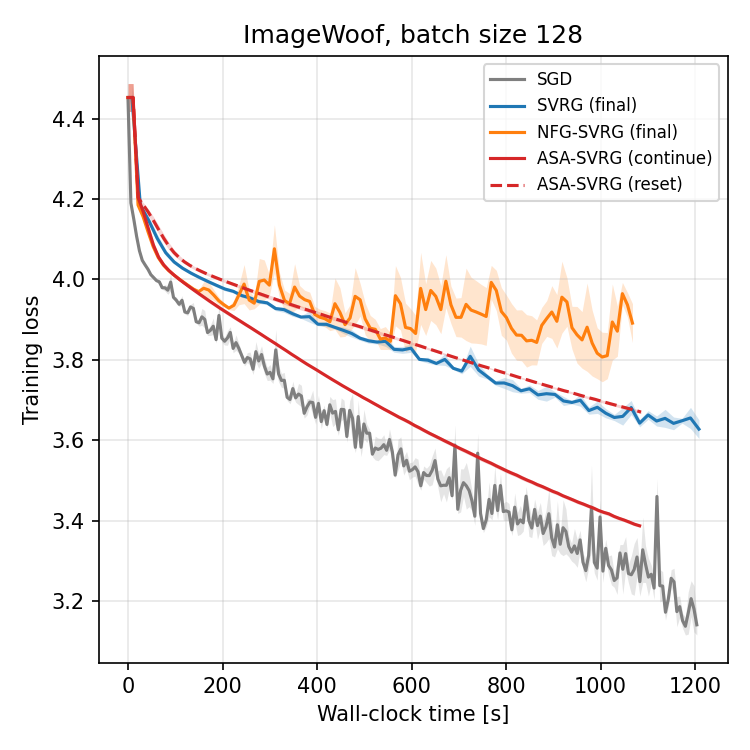 ImageWoof, batch size 128
SGD
SVRG (final)
NFG-SVRG (final)
ASA-SVRG (continue)
ASA-SVRG (reset)
Training loss
4.4
4.2
4.0
3.8
3.6
3.4
3.2
0 200 400 600 800 1000 1200
Wall-clock time [s]